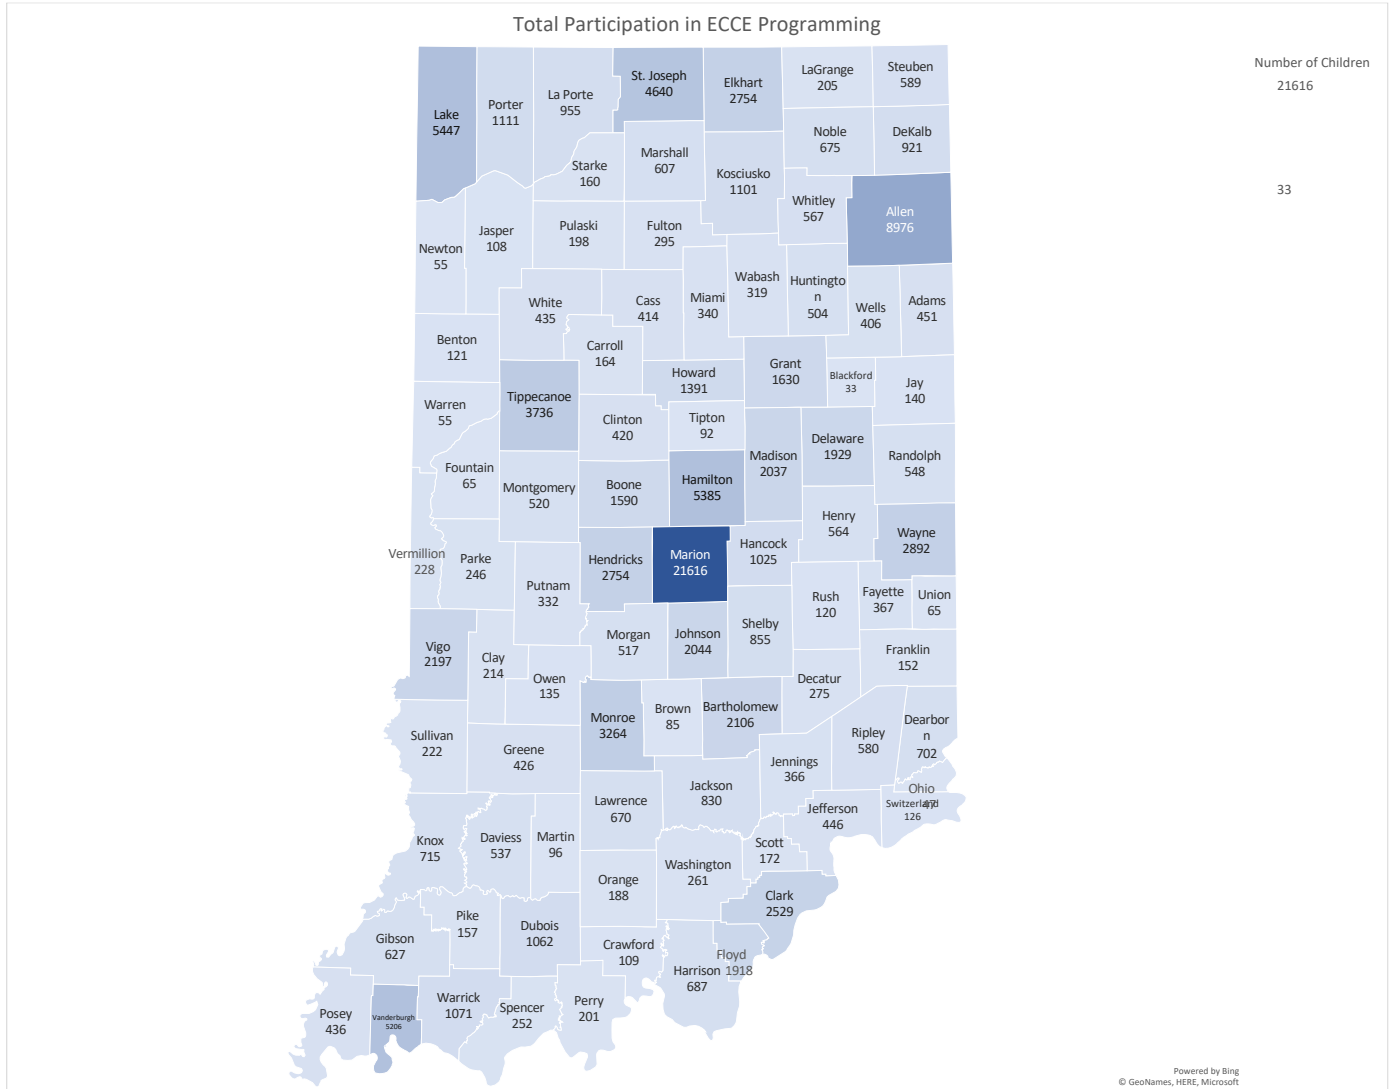 Total Participation in ECCE Programming
Number of Children
21616
33
Lake
5447
Porter
1111
La Porte
955
St. Joseph
4640
Elkhart
2754
LaGrange
205
Steuben
589
Noble
675
DeKalb
921
Starke
160
Marshall
607
Kosciusko
1101
Whitley
567
Allen
8976
Newton
55
Jasper
108
Pulaski
198
Fulton
295
Miami
340
Wabash
319
Huntingto
n
504
Wells
406
Adams
451
White
435
Cass
414
Benton
121
Carroll
164
Howard
1391
Grant
1630
Blackford
33
Jay
140
Warren
55
Tippecanoe
3736
Clinton
420
Tipton
92
Madison
2037
Delaware
1929
Randolph
548
Fountain
65
Montgomery
520
Boone
1590
Hamilton
5385
Henry
564
Wayne
2892
Vermillion
228
Parke
246
Putnam
332
Hendricks
2754
Marion
21616
Hancock
1025
Rush
120
Fayette
367
Union
65
Vigo
2197
Clay
214
Owen
135
Morgan
517
Johnson
2044
Shelby
855
Franklin
152
Decatur
275
Sullivan
222
Greene
426
Monroe
3264
Brown
85
Bartholomew
2106
Jennings
366
Ripley
580
Dearbor
n
702
Ohio
47
Switzerland
126
Knox
715
Daviess
537
Martin
96
Lawrence
670
Jackson
830
Jefferson
446
Scott
172
Orange
188
Washington
261
Clark
2529
Gibson
627
Pike
157
Dubois
1062
Crawford
109
Harrison
687
Floyd
1918
Posey
436
Vanderburgh
5206
Warrick
1071
Spencer
252
Perry
201
Powered by Bing
© GeoNames, HERE, Microsoft